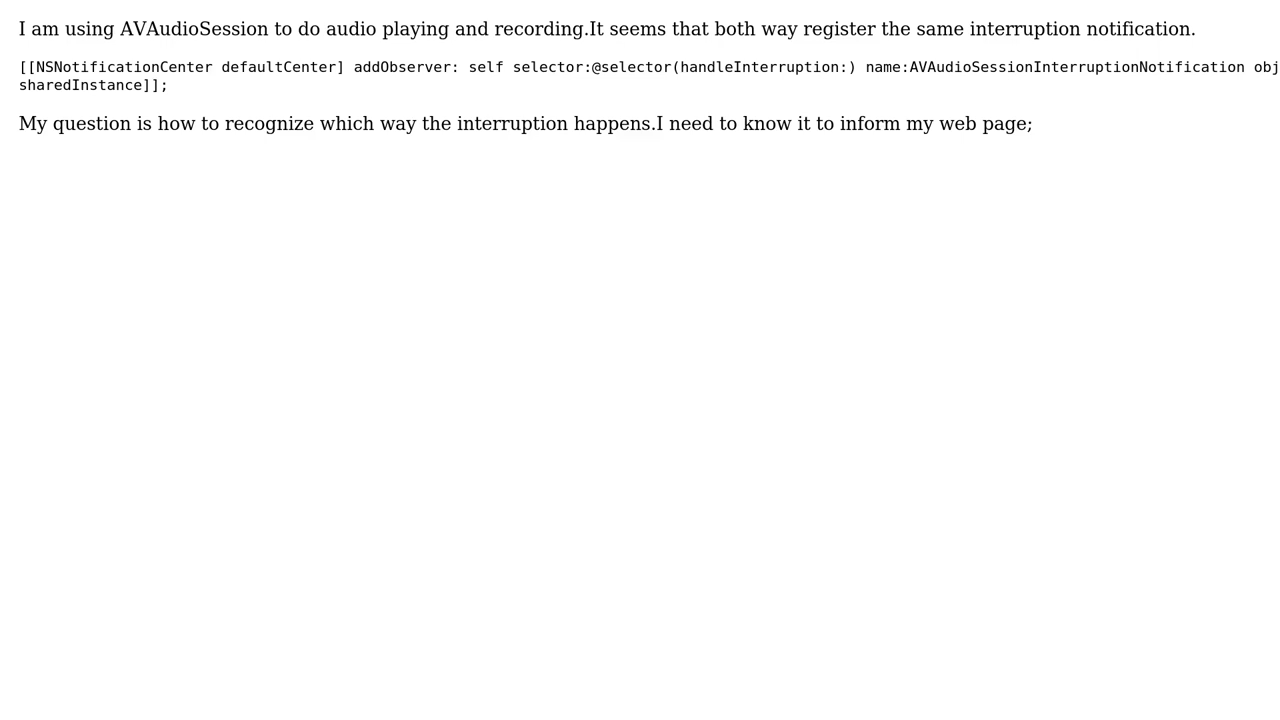 I am using AVAudioSession to do audio playing and recording.It seems that both way register the same interruption notification.
[[NSNotificationCenter defaultCenter] addObserver: self selector:@selector(handleInterruption:) name:AVAudioSessionInterruptionNotification obj
sharedInstance]];
My question is how to recognize which way the interruption happens.I need to know it to inform my web page;